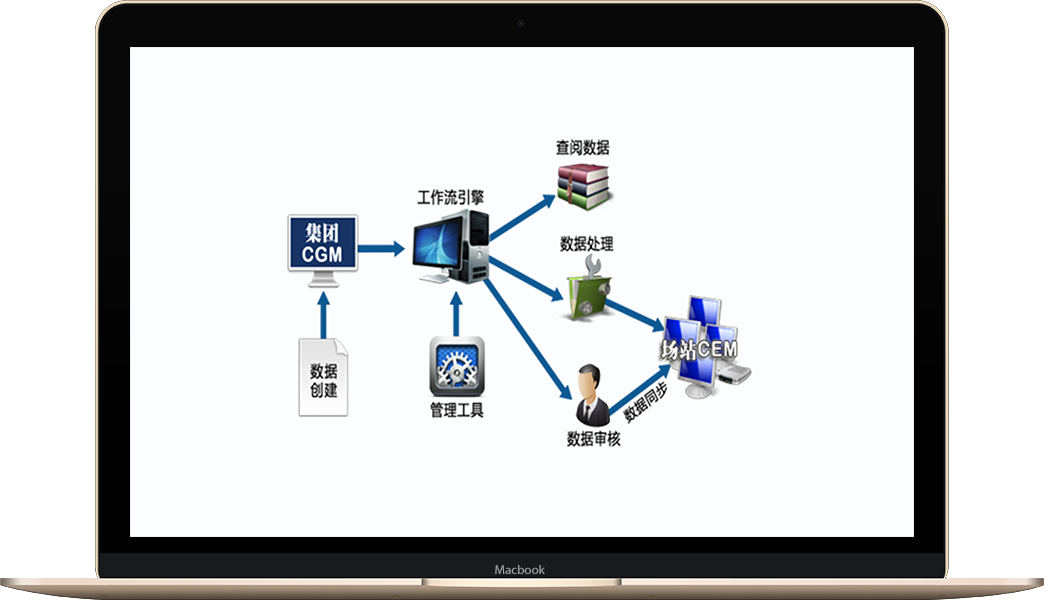 查阅数据
工作流引擎
集团
CGM
数据处理
场站CEM
数据
创建
管理工具
数据同步
数据审核
Macbook